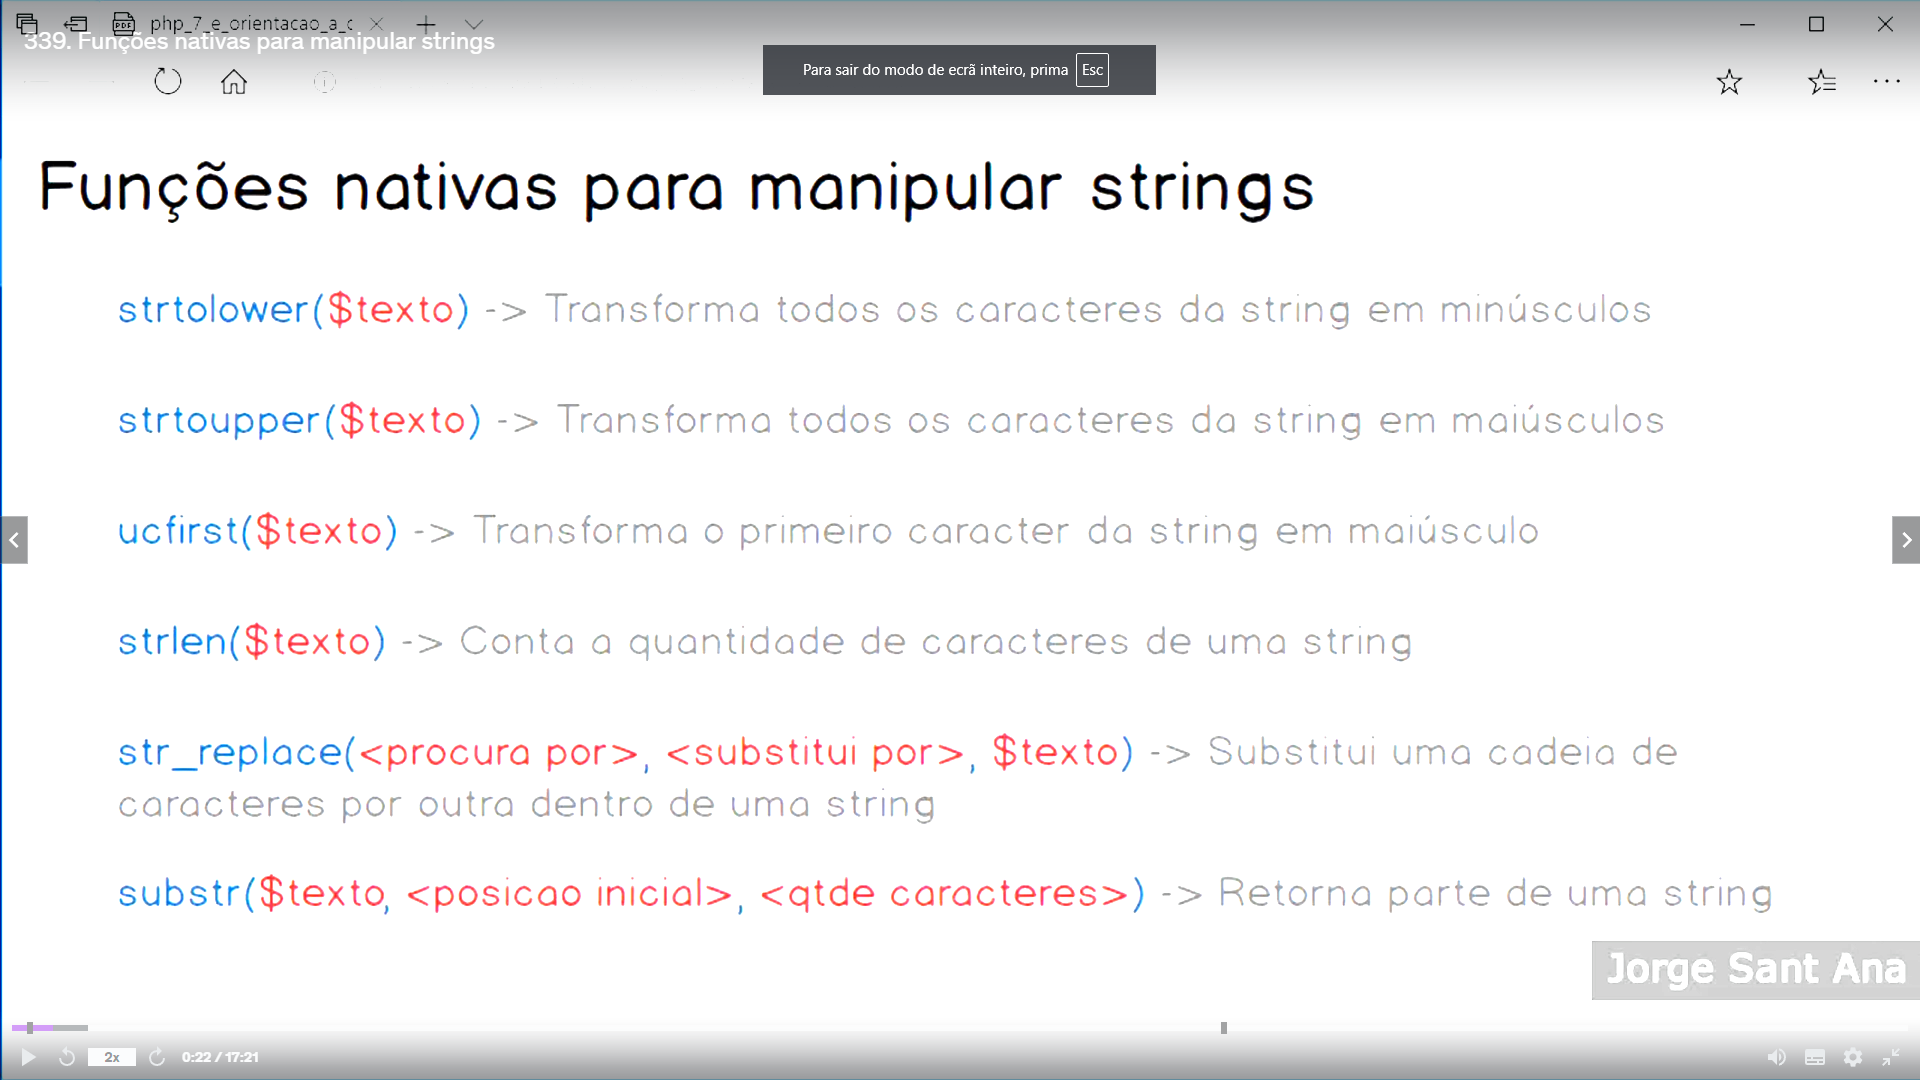 php_7_e_orientacao_a_c
339. Funções nativas para manipular strings
Para sair do modo de ecrã inteiro, prima Esc
Funções nativas para manipular strings
strtolower($texto) -> Transforma todos os caracteres da string em minúsculos
strtoupper($texto) -> Transforma todos os caracteres da string em maiúsculos
ucfirst($texto) -> Transforma o primeiro caracter da string em maiúsculo
strlen($texto) -> Conta a quantidade de caracteres de uma string
str_replace(<procura por>, <substitui por>, $texto) -> Substitui uma cadeia de
caracteres por outra dentro de uma string
substr($texto, <posicao inicial>, <qtde caracteres>) -> Retorna parte de uma string
Jorge Sant Ana
2x 0:22 / 17:21